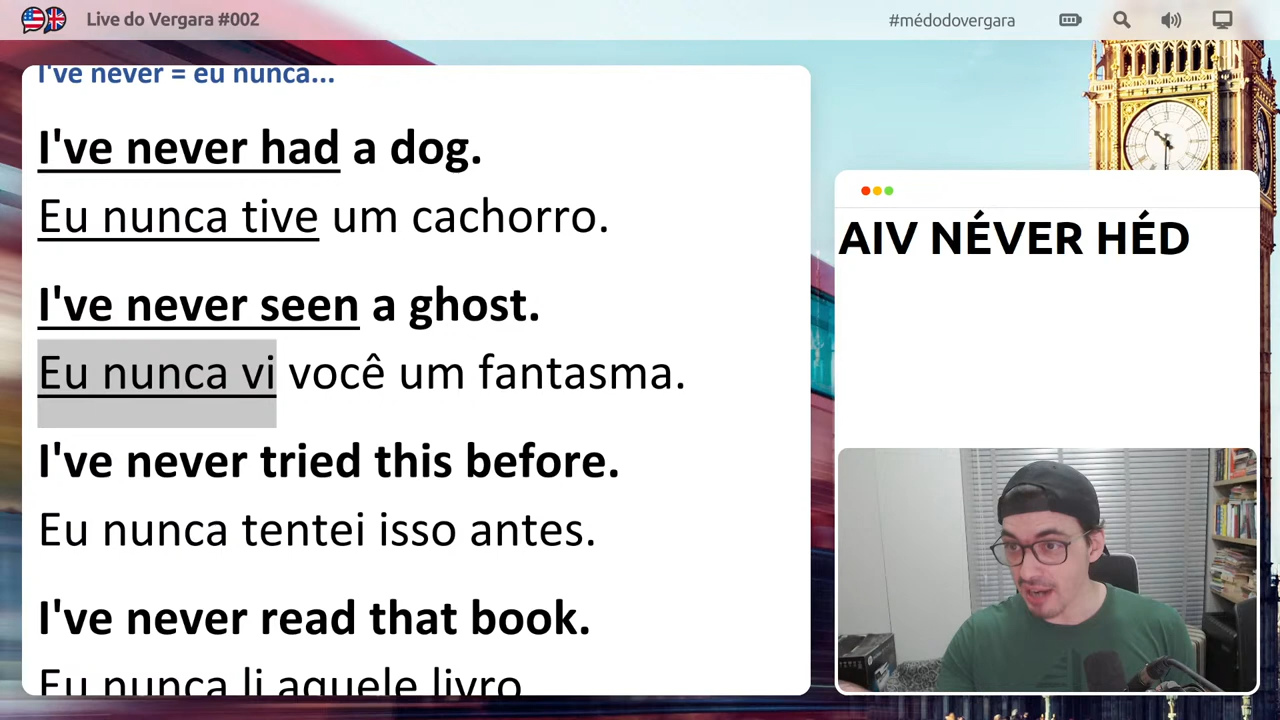 Live do Vergara #002
#médodovergara
I've never = eu nunca...
I've never had a dog.
Eu nunca tive um cachorro.
I've never seen a ghost.
Eu nunca vi você um fantasma.
I've never tried this before.
Eu nunca tentei isso antes.
I've never read that book.
Eu nunca li aquele livro
AIV NÉVER HÉD